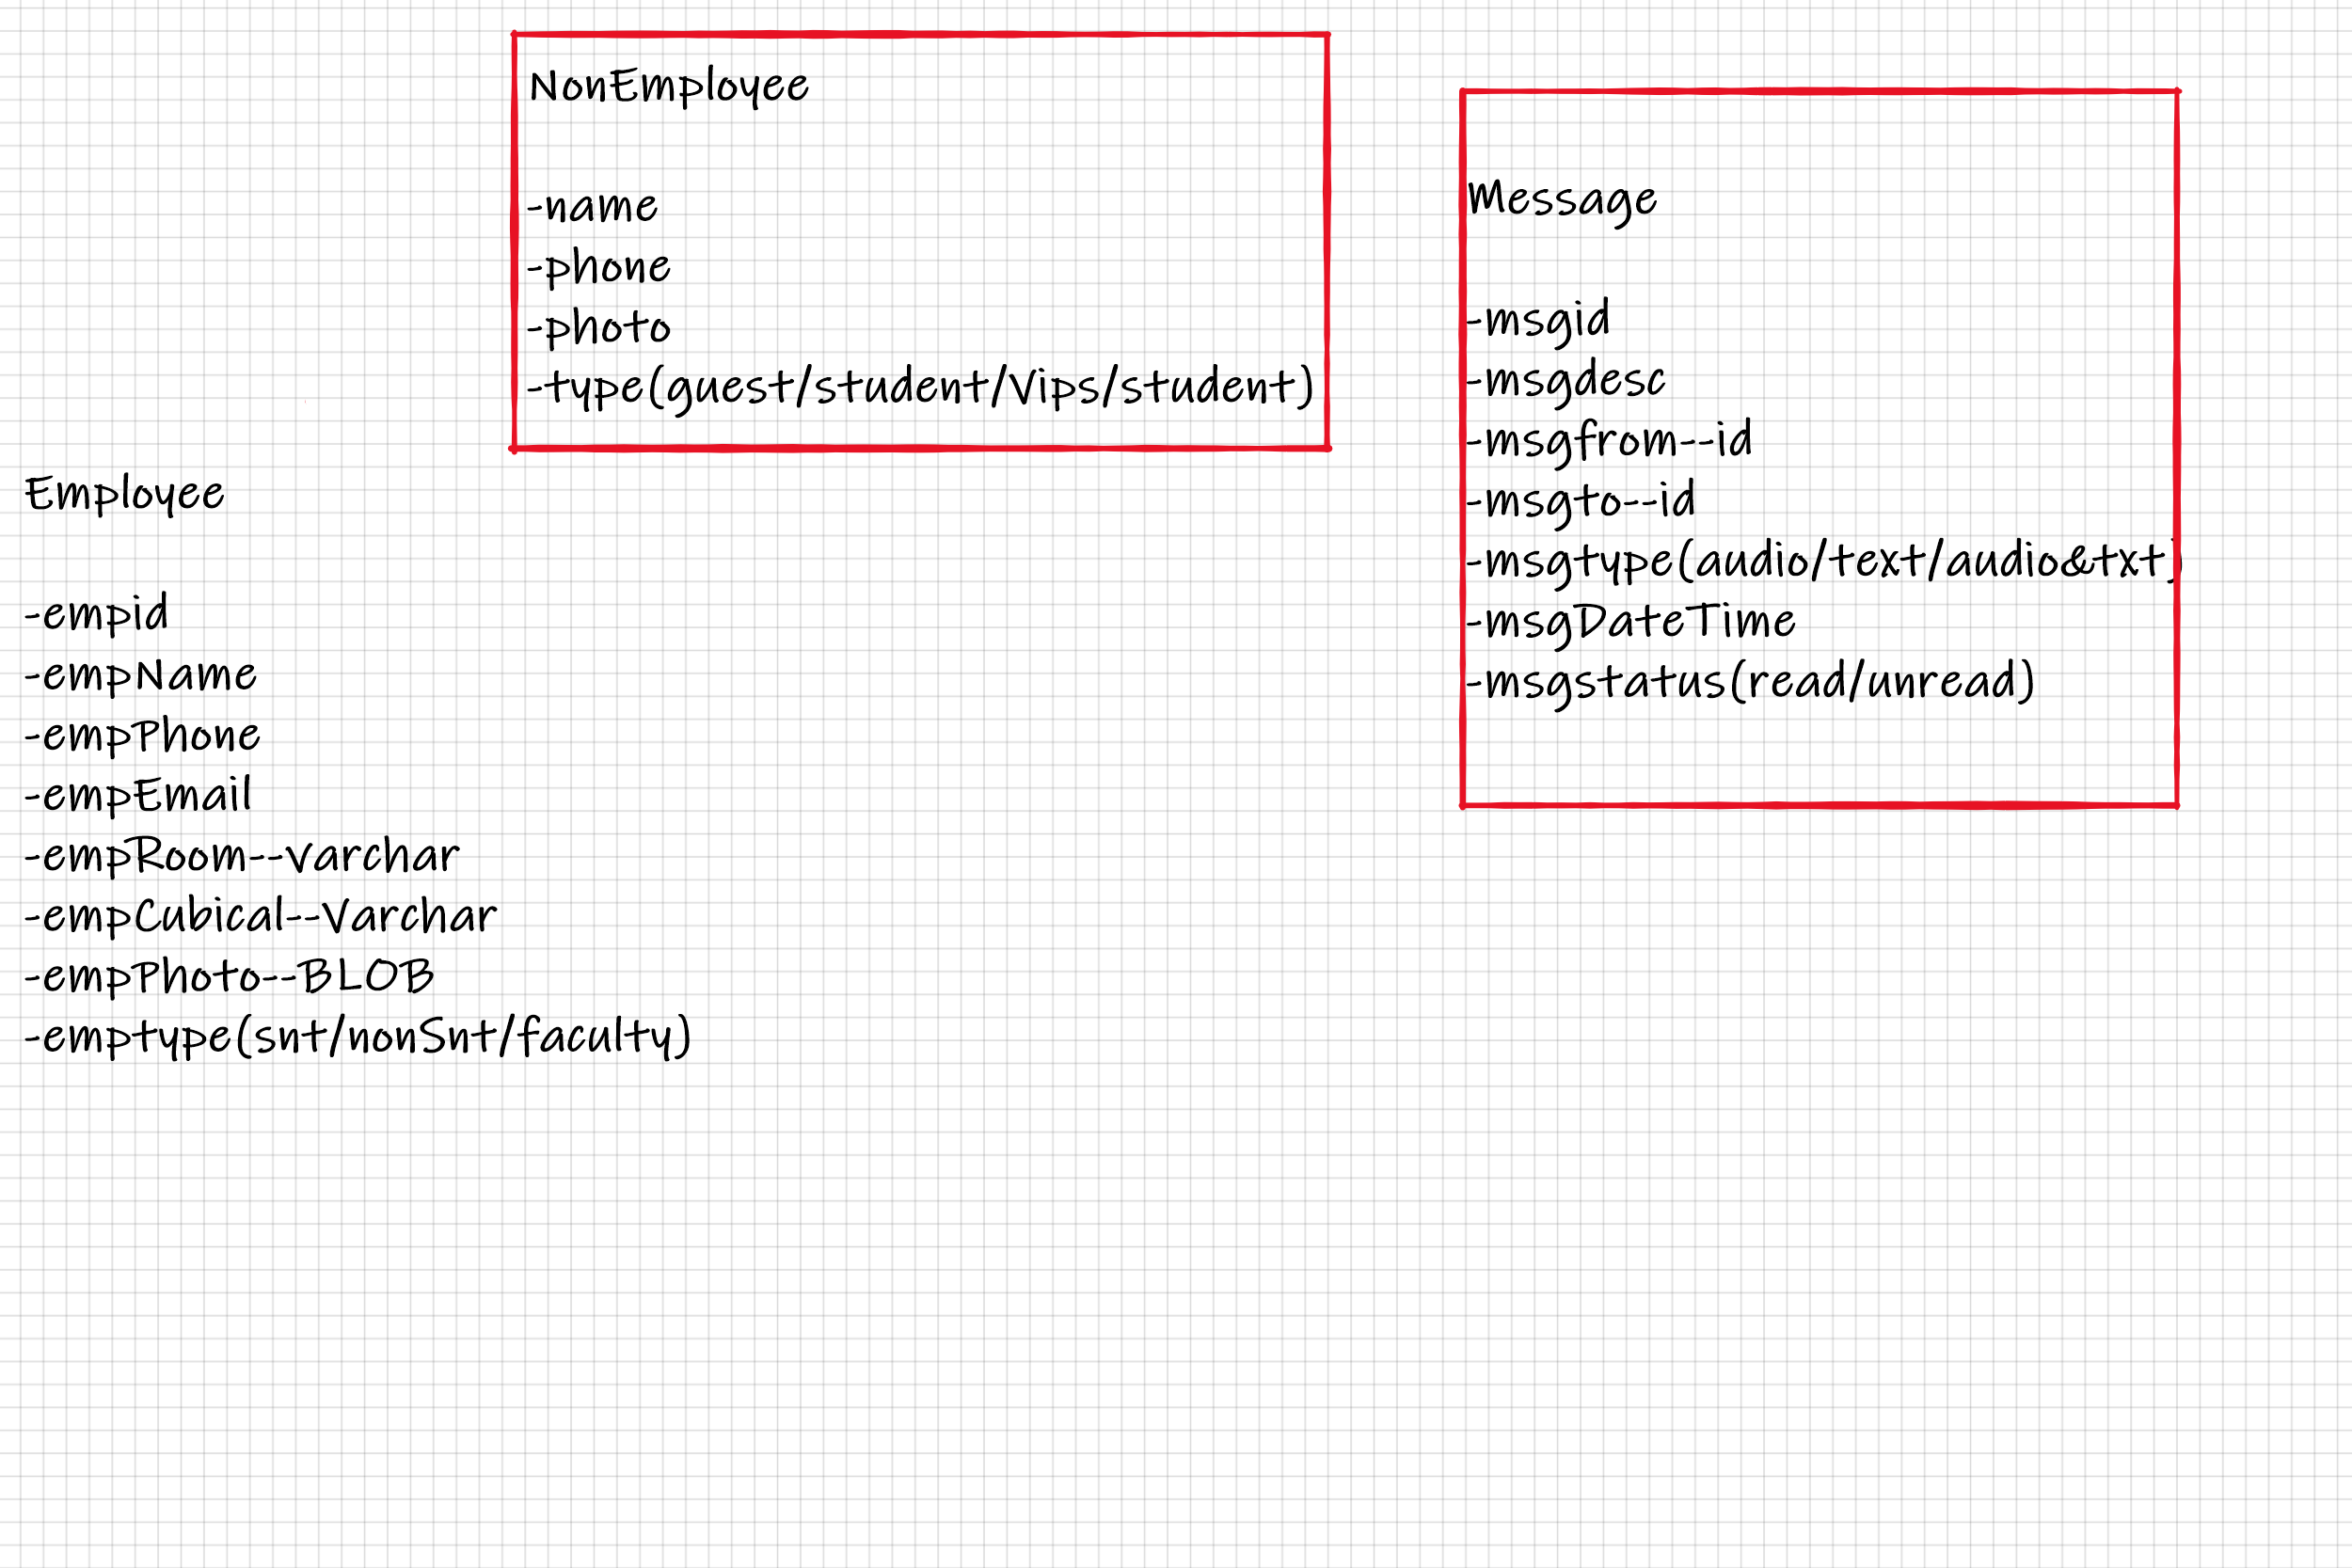 NonEmployee
-name
-phone
-photo
-type(guest/student/Vips/student)
Message
-msgid
-msgdesc
-msgfrom--id
-msgto--id
-msgtype(audio/text/audio&txt)
-msgDateTime
-msgstatus(read/unread)
Employee
-empid
-empName
-empPhone
-empEmail
-empRoom--varchar
-empCubical--Varchar
-empPhoto--BLOB
-emptype(snt/nonSnt/faculty)